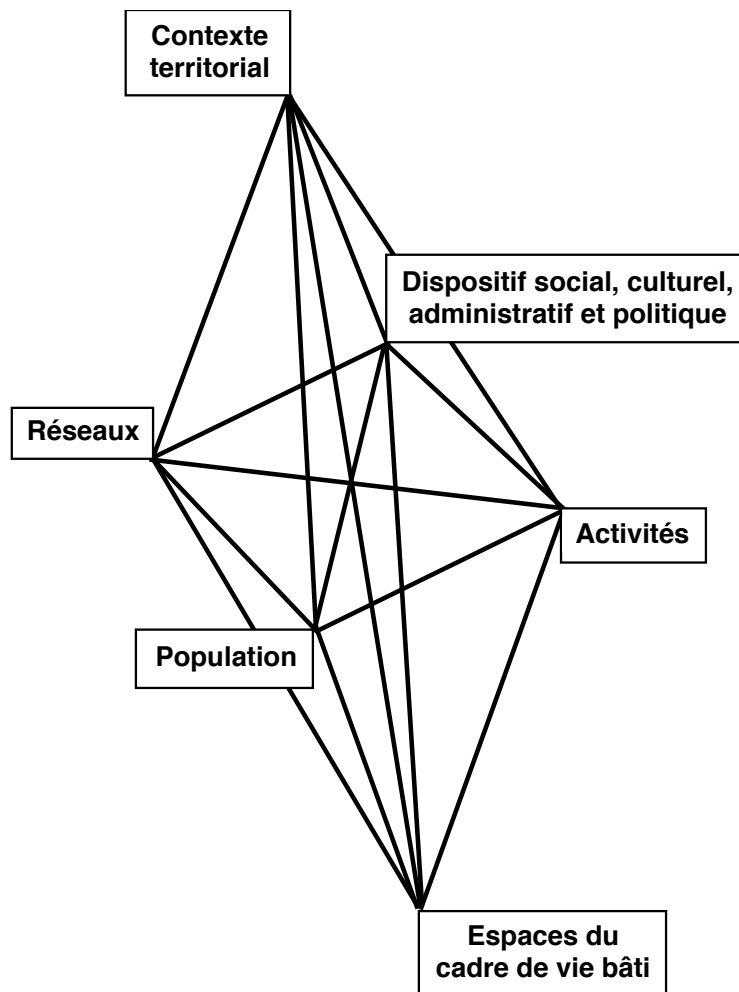 Contexte
territorial
Dispositif social, culturel,
administratif et politique
Réseaux
Activités
Population
Espaces du
cadre de vie bâti